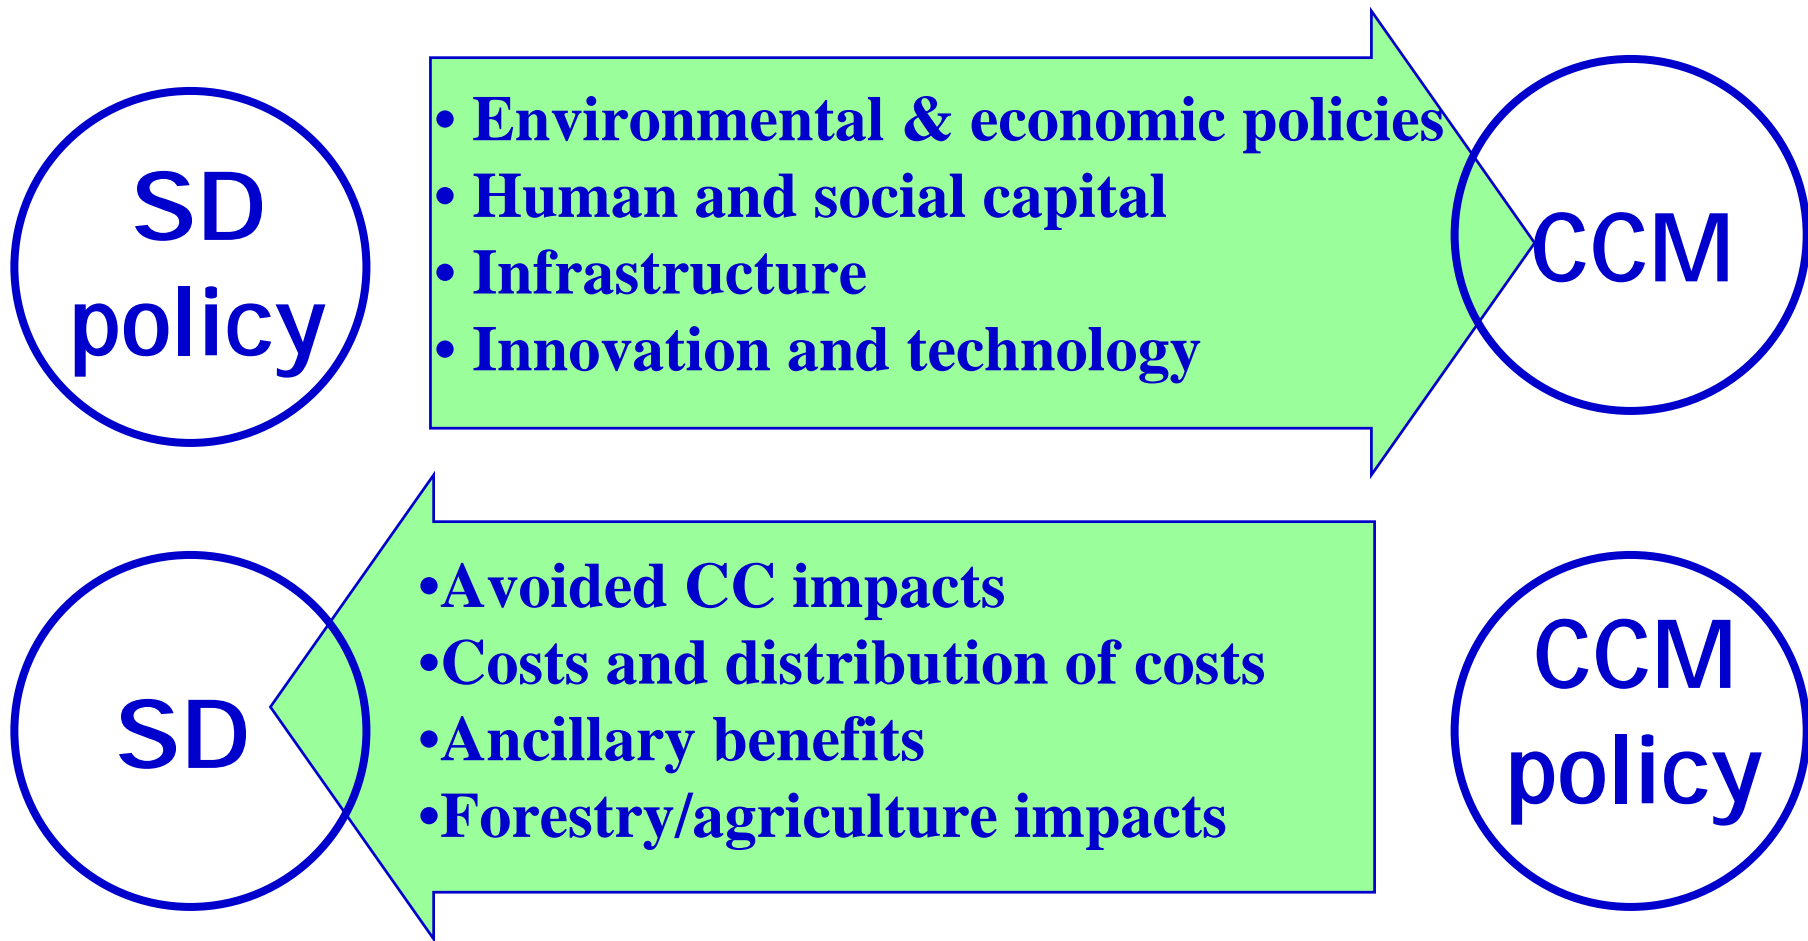 SD
policy
• Environmental & economic policies
• Human and social capital
• Infrastructure
• Innovation and technology
CCM
SD
•Avoided CC impacts
•Costs and distribution of costs
•Ancillary benefits
•Forestry/agriculture impacts
CCM
policy